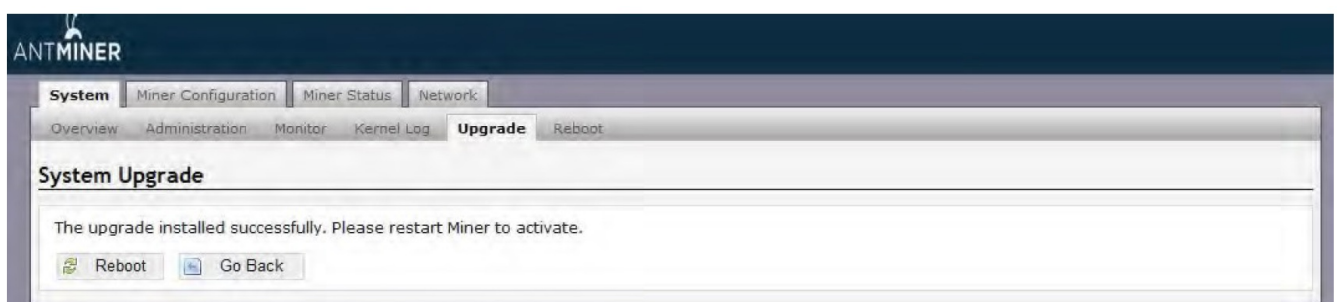 ANTMINER
System Miner Configuration Miner Status Network
Overview Administration Monitor Kernel Log Upgrade Reboot
System Upgrade
The upgrade installed successfully. Please restart Miner to activate.
Reboot Go Back